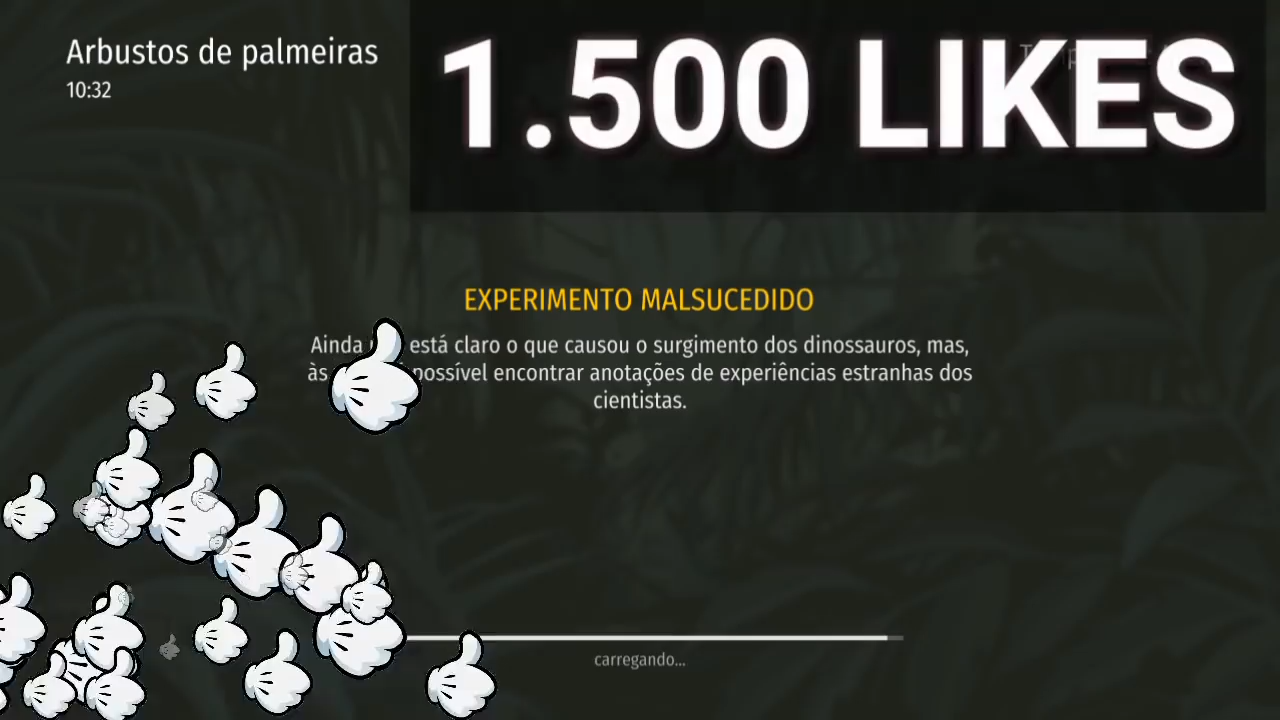 Arbustos de palmeiras
10:32
1.500 LIKES
EXPERIMENTO MALSUCEDIDO
Ainda está claro o que causou o surgimento dos dinossauros, mas,
às possível encontrar anotações de experiências estranhas dos
cientistas.
carregando...